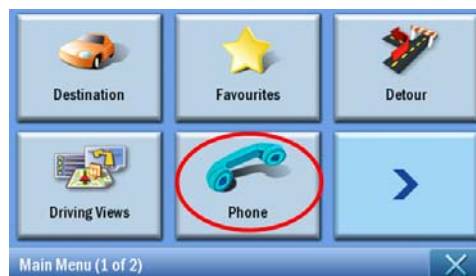 Destination
Favourites
Detour
Driving Views
Phone
Main Menu (1 of 2)